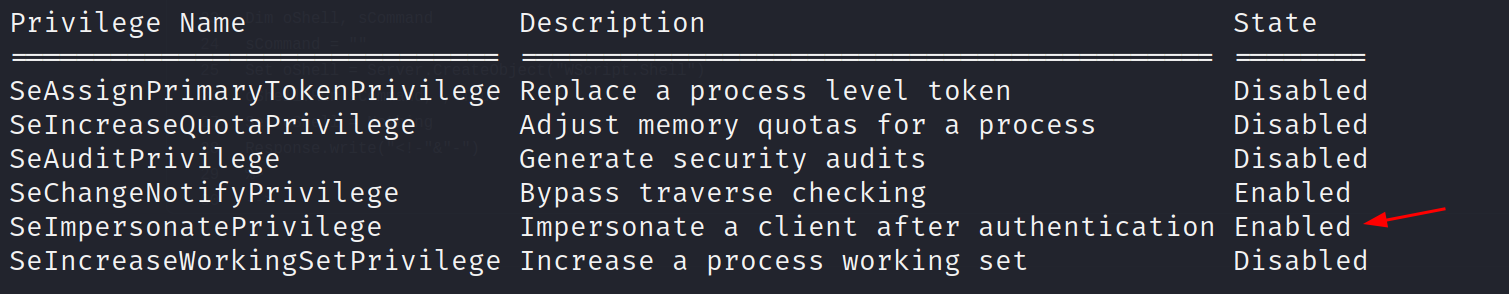 Privilege Name Description State
============================= ========================================= ========
SeAssignPrimaryTokenPrivilege Replace a process level token Disabled
SeIncreaseQuotaPrivilege Adjust memory quotas for a process Disabled
SeAuditPrivilege Generate security audits Disabled
SeChangeNotifyPrivilege Bypass traverse checking Enabled
SeImpersonatePrivilege Impersonate a client after authentication Enabled
SeIncreaseWorkingSetPrivilege Increase a process working set Disabled